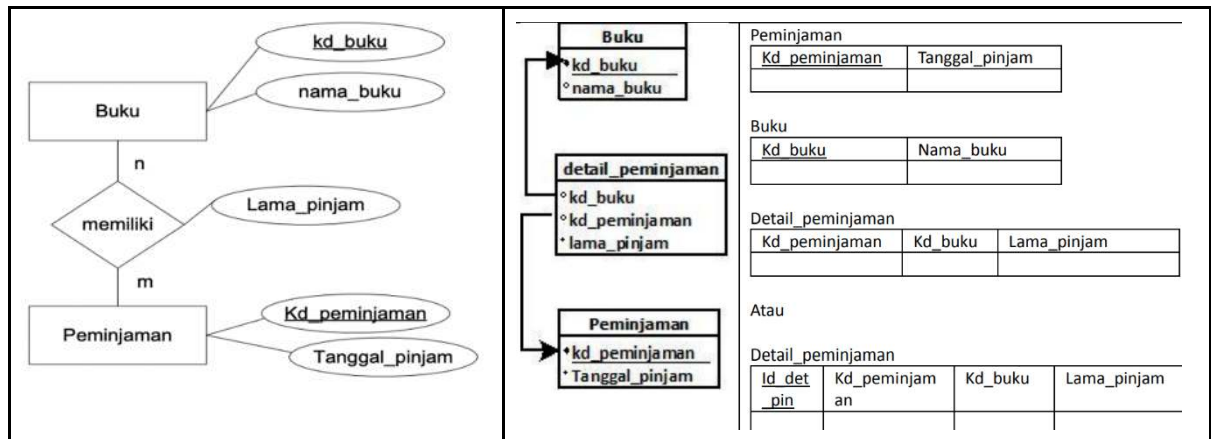 kd_buku
nama_buku
Buku
n
memiliki
Lama_pinjam
m
Peminjaman
Kd_peminjaman
Tanggal_pinjam
Buku
kd_buku
nama_buku
detail_peminjaman
kd_buku
kd_peminjaman
lama_pinjam
Peminjaman
kd_peminjaman
Tanggal_pinjam
Peminjaman
Kd_peminjaman Tanggal_pinjam
Buku
Kd_buku Nama_buku
Detail_peminjaman
Kd_peminjaman Kd_buku Lama_pinjam
Atau
Detail_peminjaman
Id_det Kd_peminjam Kd_buku Lama_pinjam
_pin an